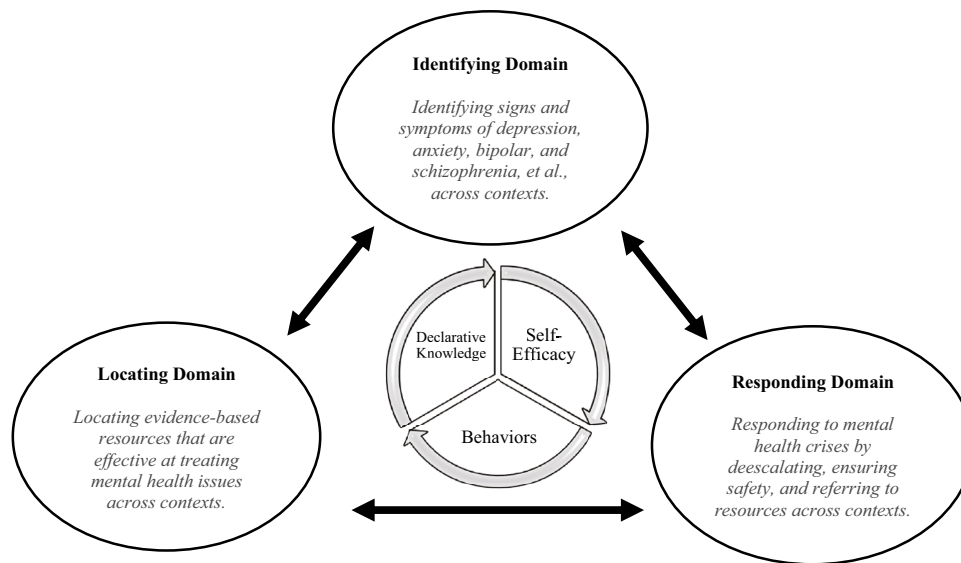 Identifying Domain
Identifying signs and
symptoms of depression,
anxiety, bipolar, and
schizophrenia, et al.,
across contexts.
Declarative
Knowledge
Self-
Efficacy
Behaviors
Locating Domain
Locating evidence-based
resources that are
effective at treating
mental health issues
across contexts.
Responding Domain
Responding to mental
health crises by
deescalating, ensuring
safety, and referring to
resources across contexts.